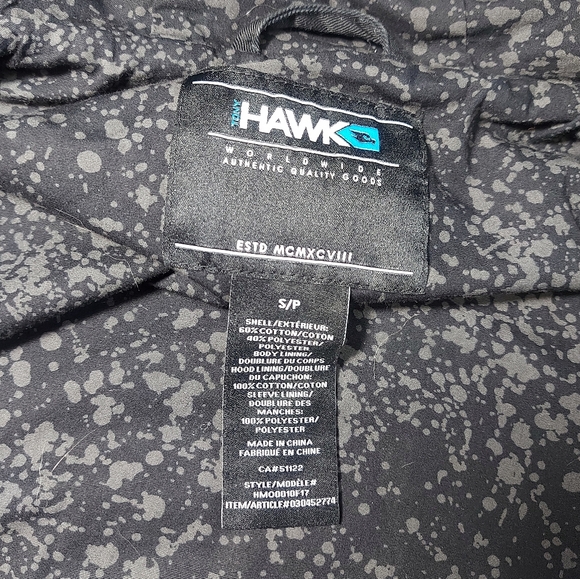 TONY
HAWK
WORLDWIDE
AUTHENTIC QUALITY GOODS
ESTD MCMXCVIII
S/P
SHELL/EXTÉRIEUR:
60% COTTON/COTON
40% POLYESTER/
POLYESTER
BODY LINING/
DOUBLURE DU CORPS
HOOD LINING/DOUBLURE
DU CAPUCHON:
100% COTTON/COTON
SLEEVE LINING/
DOUBLURE DES
MANCHES:
100% POLYESTER/
POLYESTER
MADE IN CHINA
FABRIQUÉ EN CHINE
CA#51122
STYLE/MODÈLE#
HM00010F17
ITEM/ARTICLE#030452774